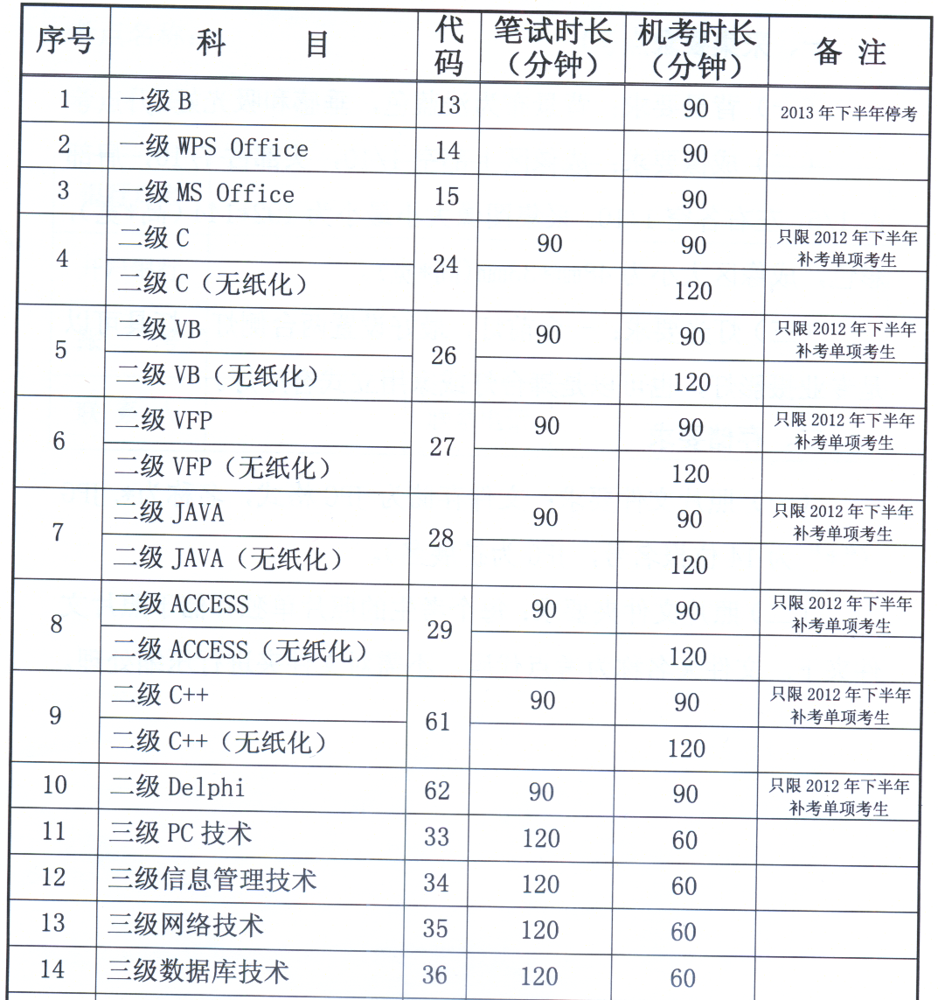 序号 科 目 代码 笔试时长（分钟） 机考时长（分钟） 备 注
1 一级 B 13 90 2013 年下半年停考
2 一级 WPS Office 14 90
3 一级 MS Office 15 90
4 二级 C 24 90 90 只限 2012 年下半年补考单项考生
二级 C（无纸化） 120
5 二级 VB 26 90 90 只限 2012 年下半年补考单项考生
二级 VB（无纸化） 120
6 二级 VFP 27 90 90 只限 2012 年下半年补考单项考生
二级 VFP（无纸化） 120
7 二级 JAVA 28 90 90 只限 2012 年下半年补考单项考生
二级 JAVA（无纸化） 120
8 二级 ACCESS 29 90 90 只限 2012 年下半年补考单项考生
二级 ACCESS（无纸化） 120
9 二级 C++ 61 90 90 只限 2012 年下半年补考单项考生
二级 C++（无纸化） 120
10 二级 Delphi 62 90 90 只限 2012 年下半年补考单项考生
11 三级 PC 技术 33 120 60
12 三级信息管理技术 34 120 60
13 三级网络技术 35 120 60
14 三级数据库技术 36 120 60